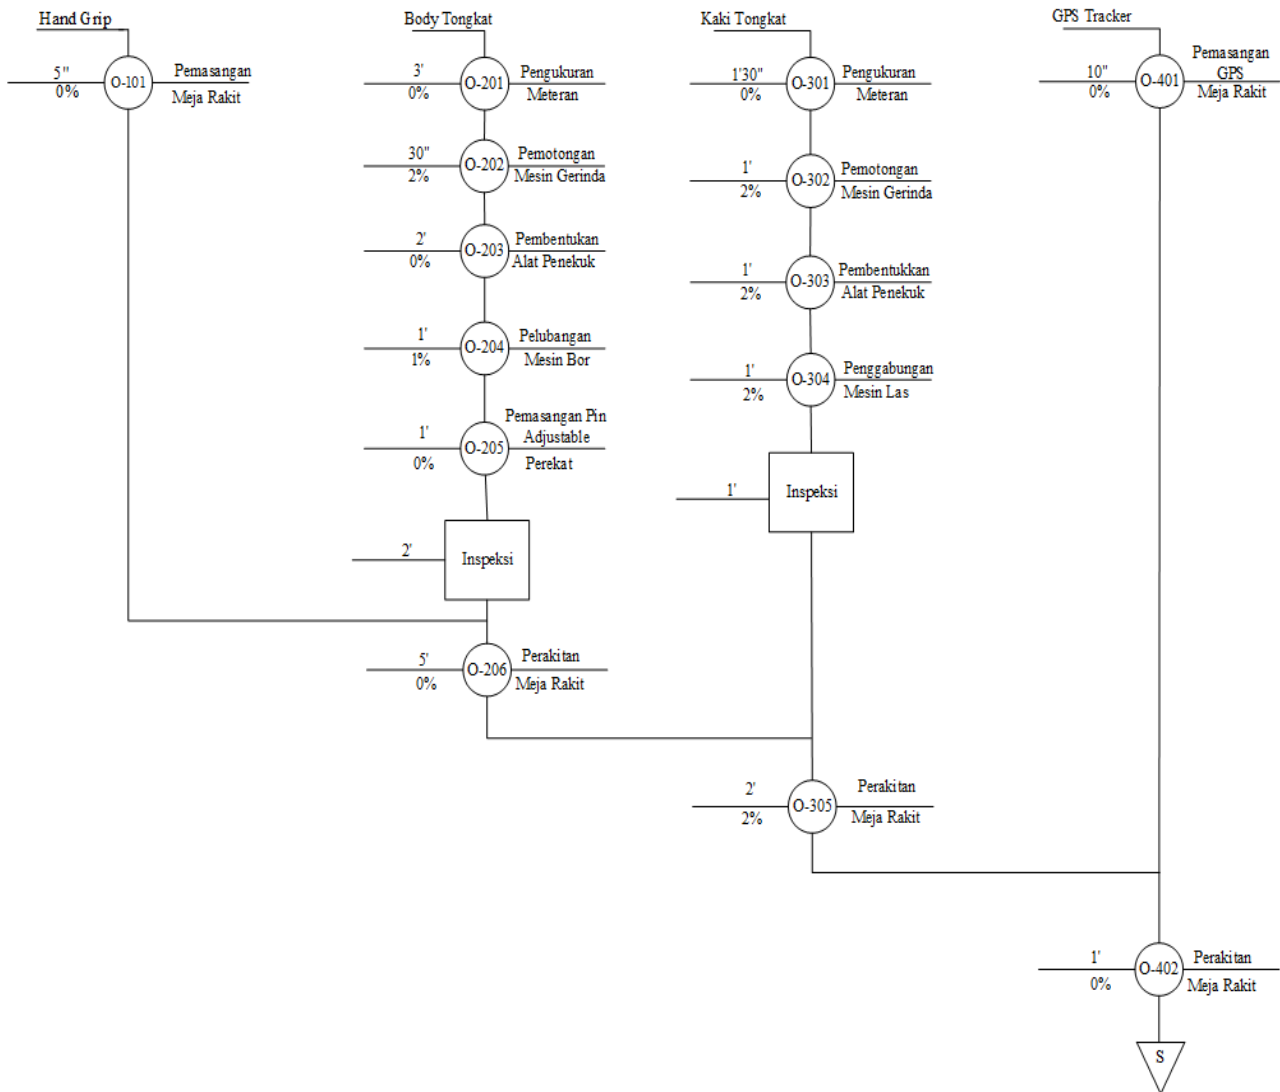 Hand Grip
5"
0%
O-101
Pemasangan
Meja Rakit
Body Tongkat
3'
0%
O-201
Pengukuran
Meteran
30"
2%
O-202
Pemotongan
Mesin Gerinda
2'
0%
O-203
Pembentukan
Alat Penekuk
1'
1%
O-204
Pelubangan
Mesin Bor
1'
0%
O-205
Pemasangan Pin
Adjustable
Perekat
2'
Inspeksi
5'
0%
O-206
Perakitan
Meja Rakit
Kaki Tongkat
1'30"
0%
O-301
Pengukuran
Meteran
1'
2%
O-302
Pemotongan
Mesin Gerinda
1'
2%
O-303
Pembentukkan
Alat Penekuk
1'
2%
O-304
Penggabungan
Mesin Las
1'
Inspeksi
2'
2%
O-305
Perakitan
Meja Rakit
GPS Tracker
10"
0%
O-401
Pemasangan
GPS
Meja Rakit
1'
0%
O-402
Perakitan
Meja Rakit
S